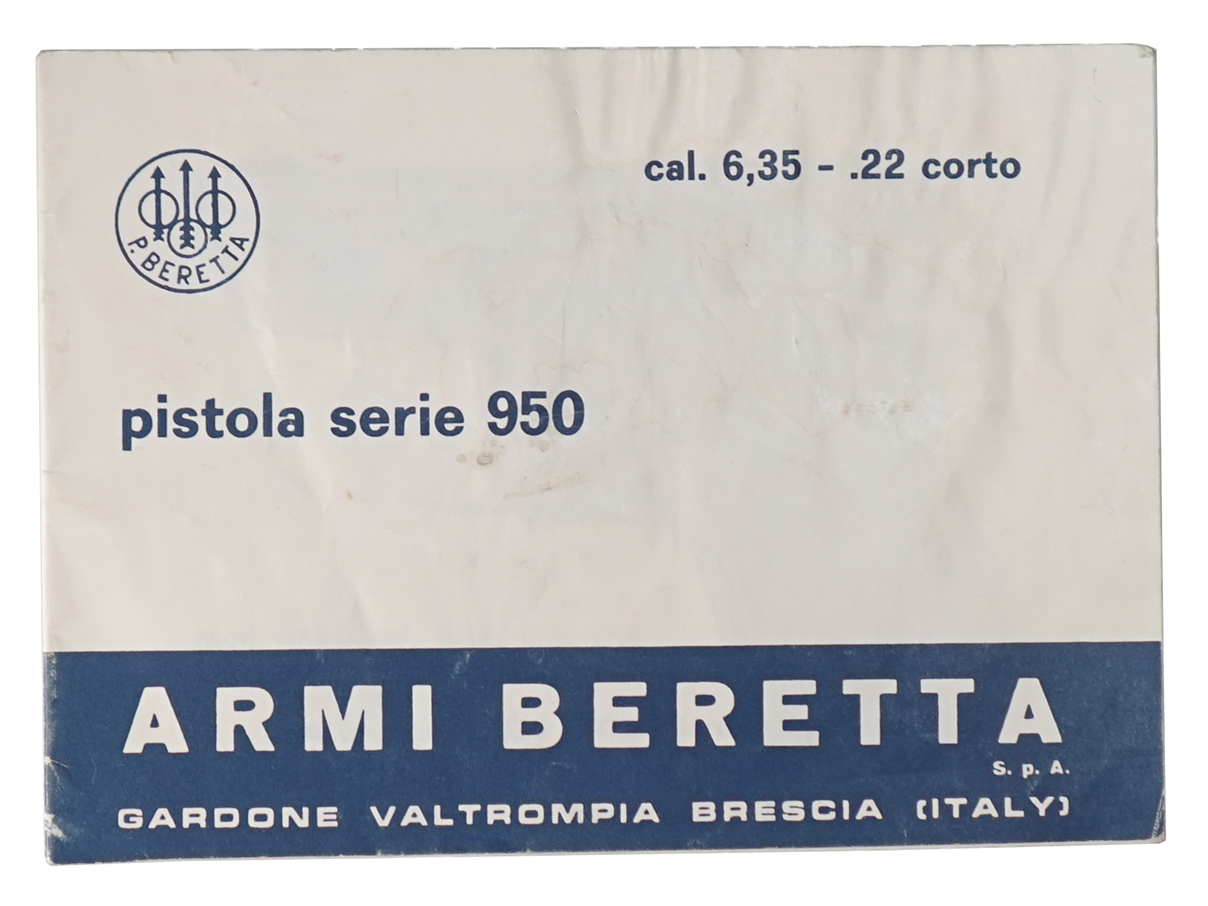 cal. 6,35 - .22 corto
P. BERETTA
pistola serie 950
ARMI BERETTA
S. p. A.
GARDONE VALTROMPIA BRESCIA (ITALY)